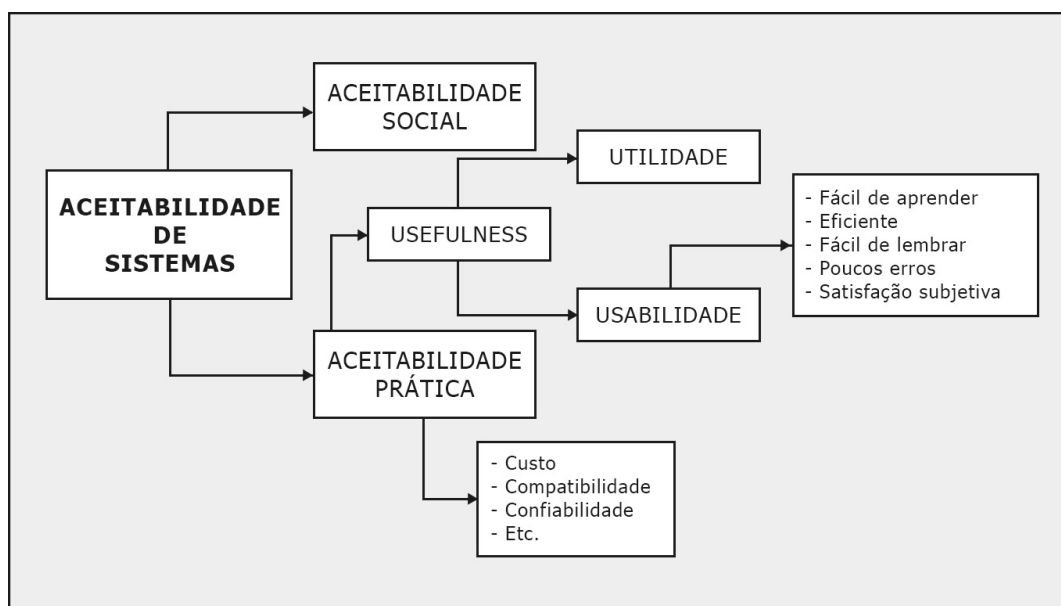 ACEITABILIDADE
SOCIAL
UTILIDADE
ACEITABILIDADE
DE
SISTEMAS
USEFULNESS
- Fácil de aprender
- Eficiente
- Fácil de lembrar
- Poucos erros
- Satisfação subjetiva
USABILIDADE
ACEITABILIDADE
PRÁTICA
- Custo
- Compatibilidade
- Confiabilidade
- Etc.